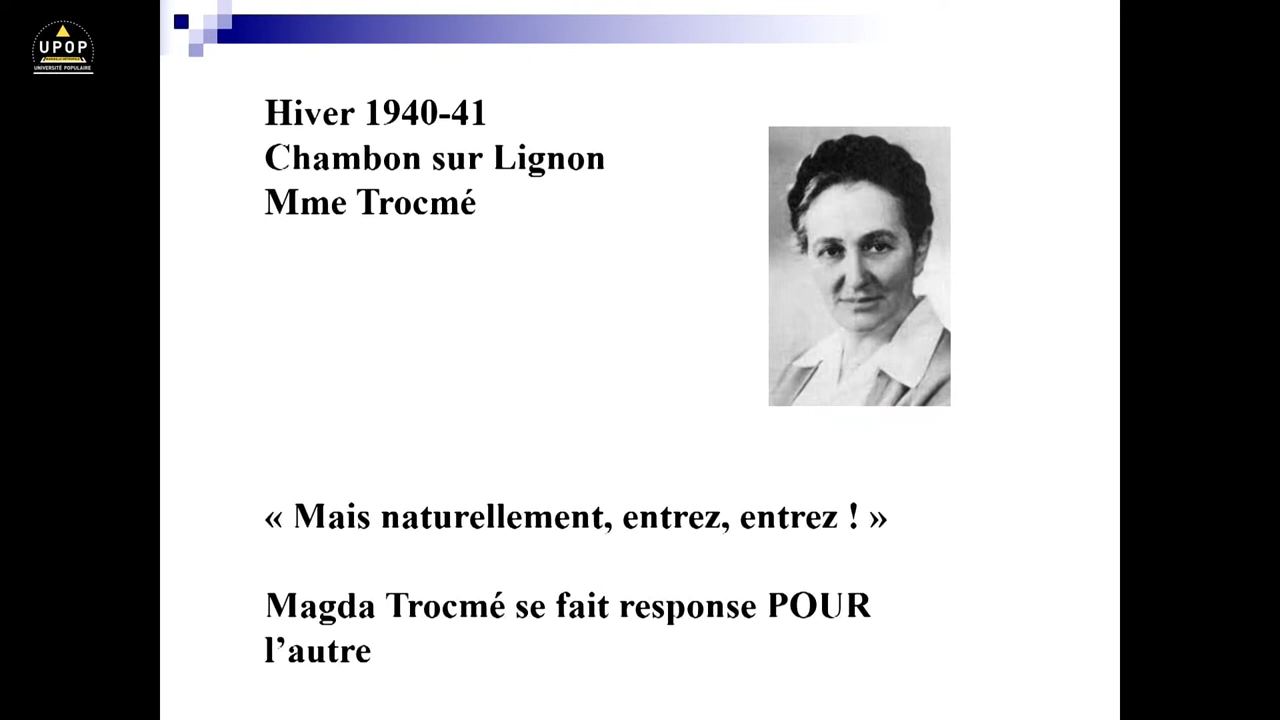 UPOP
UNIVERSITÉ POPULAIRE
Hiver 1940-41
Chambon sur Lignon
Mme Trocmé
« Mais naturellement, entrez, entrez ! »
Magda Trocmé se fait response POUR
l’autre